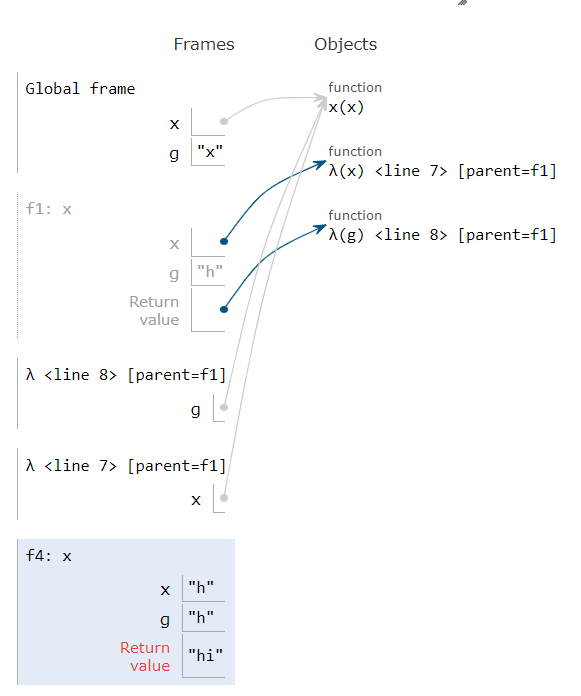 Frames Objects
Global frame
x
g "x"
function
x(x)
function
λ(x) <line 7> [parent=f1]
function
λ(g) <line 8> [parent=f1]
f1: x
x
g "h"
Return
value
λ <line 8> [parent=f1]
g
λ <line 7> [parent=f1]
x
f4: x
x "h"
g "h"
Return
value "hi"